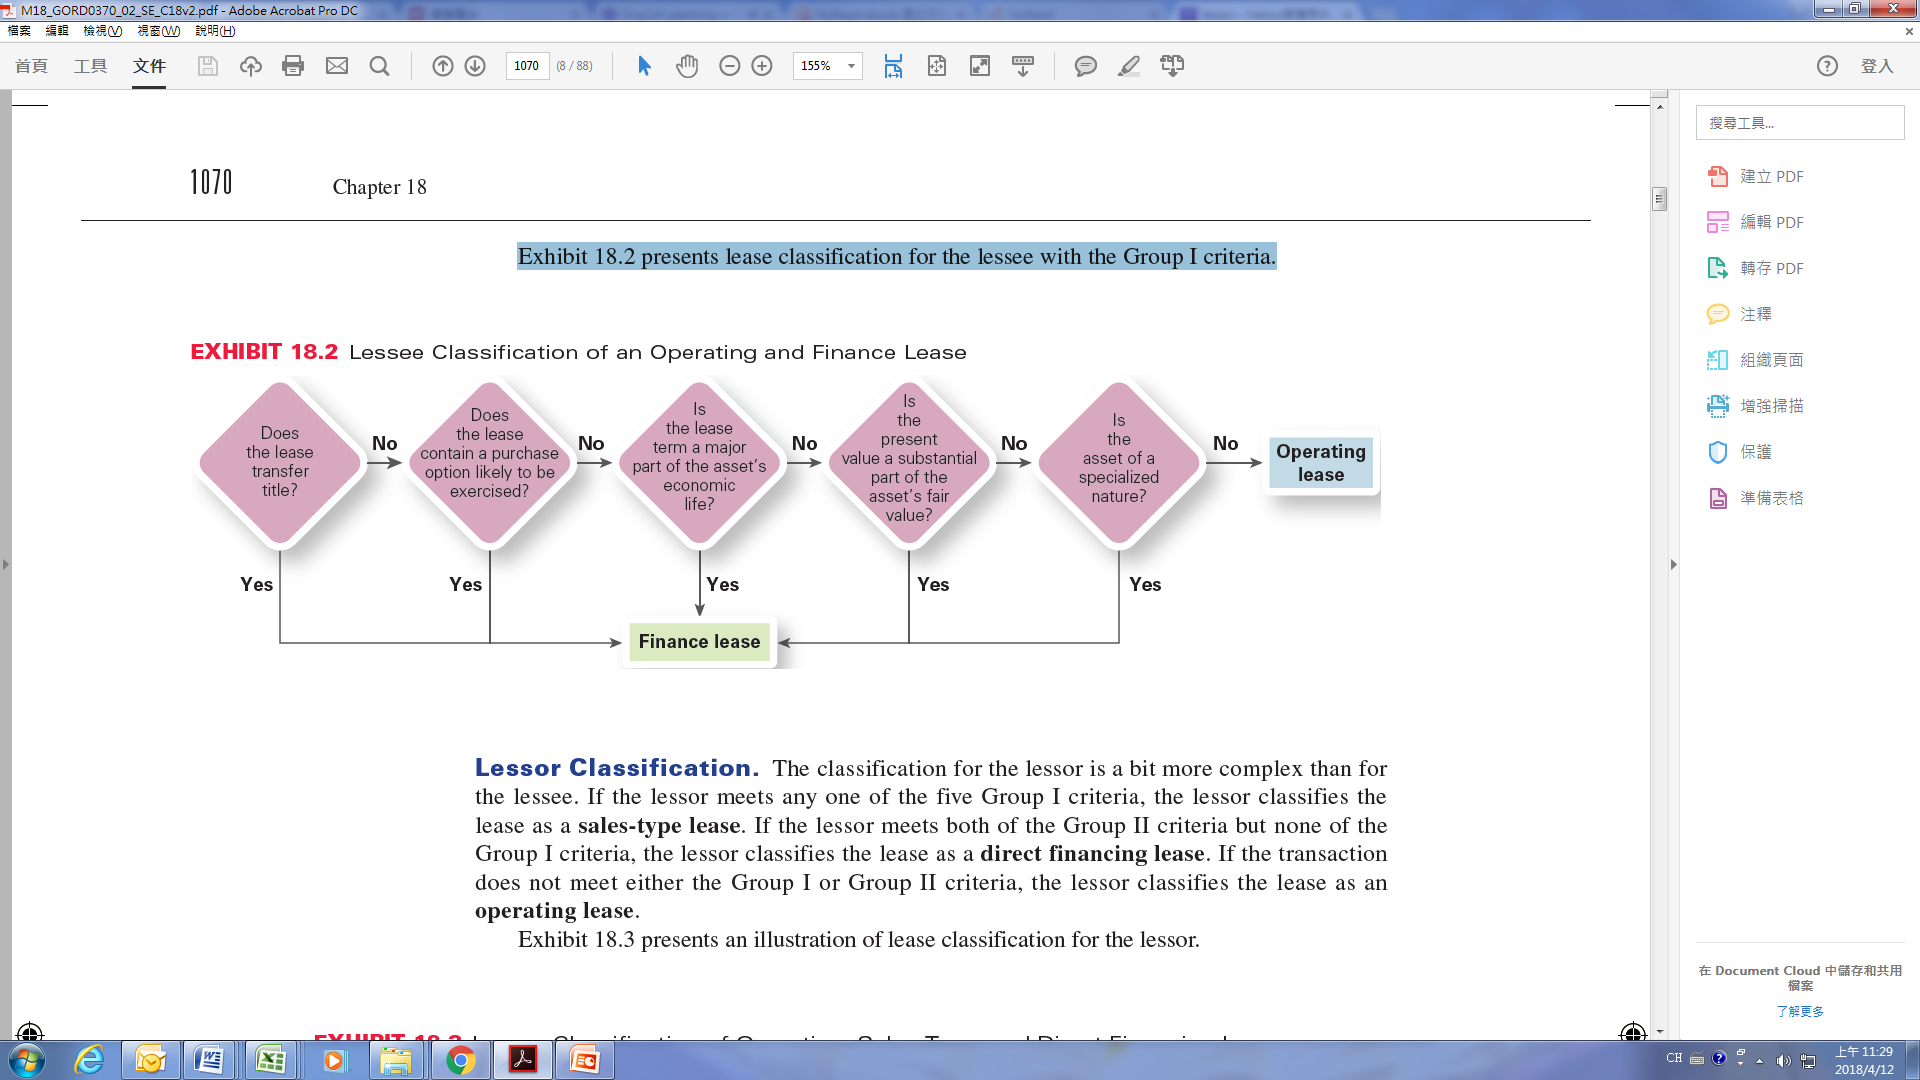 M18_GORD0370_02_SE_C18v2.pdf - Adobe Acrobat Pro DC
檔案 編輯 檢視(V) 視窗(W) 說明(H)
首頁 工具 文件 1070 (8 / 88) 155% 登入
搜尋工具...
建立 PDF
編輯 PDF
轉存 PDF
注釋
組織頁面
增強掃描
保護
準備表格
在 Document Cloud 中儲存和共用
檔案
了解更多
1070 Chapter 18
Exhibit 18.2 presents lease classification for the lessee with the Group I criteria.
EXHIBIT 18.2 Lessee Classification of an Operating and Finance Lease
Does
the lease
transfer
title?
No
Does
the lease
contain a purchase
option likely to be
exercised?
No
Is
the lease
term a major
part of the asset's
economic
life?
No
Is
the
present
value a substantial
part of the
asset's fair
value?
No
Is
the
asset of a
specialized
nature?
No
Operating
lease
Yes
Yes
Yes
Yes
Yes
Finance lease
Lessor Classification. The classification for the lessor is a bit more complex than for
the lessee. If the lessor meets any one of the five Group I criteria, the lessor classifies the
lease as a sales-type lease. If the lessor meets both of the Group II criteria but none of the
Group I criteria, the lessor classifies the lease as a direct financing lease. If the transaction
does not meet either the Group I or Group II criteria, the lessor classifies the lease as an
operating lease.
Exhibit 18.3 presents an illustration of lease classification for the lessor.
CH
上午 11:29
2018/4/12